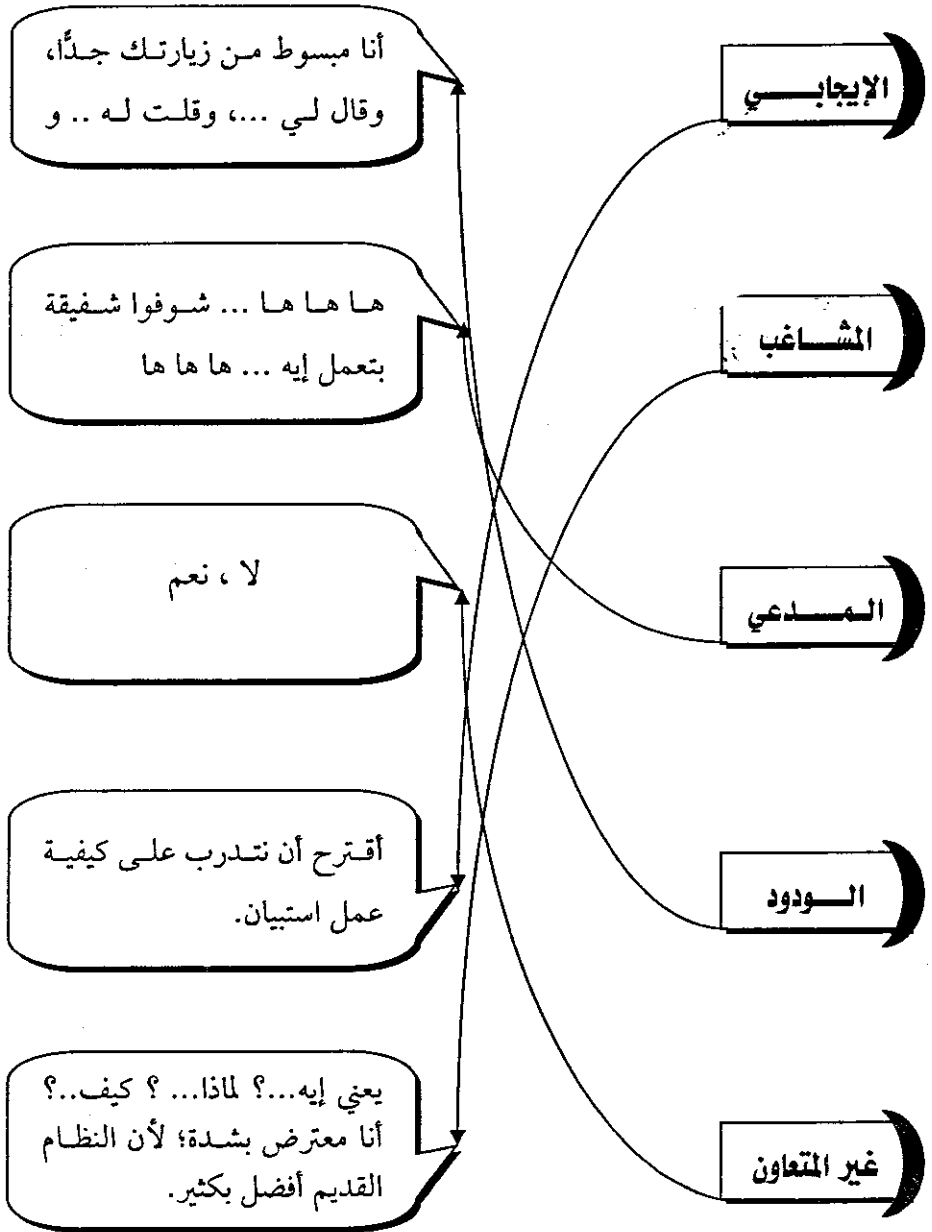 الإيجابي
أنا مبسوط من زيارتك جدًّا،
وقال لي ...، وقلت له .. و
المشاغب
ها ها ها ... شوفوا شفيقة
بتعمل إيه ... ها ها ها
المدعي
لا ، نعم
الودود
أقترح أن نتدرب على كيفية
عمل استبيان.
غير المتعاون
يعني إيه...؟ لماذا... ؟ كيف..؟
أنا معترض بشدة؛ لأن النظام
القديم أفضل بكثير.